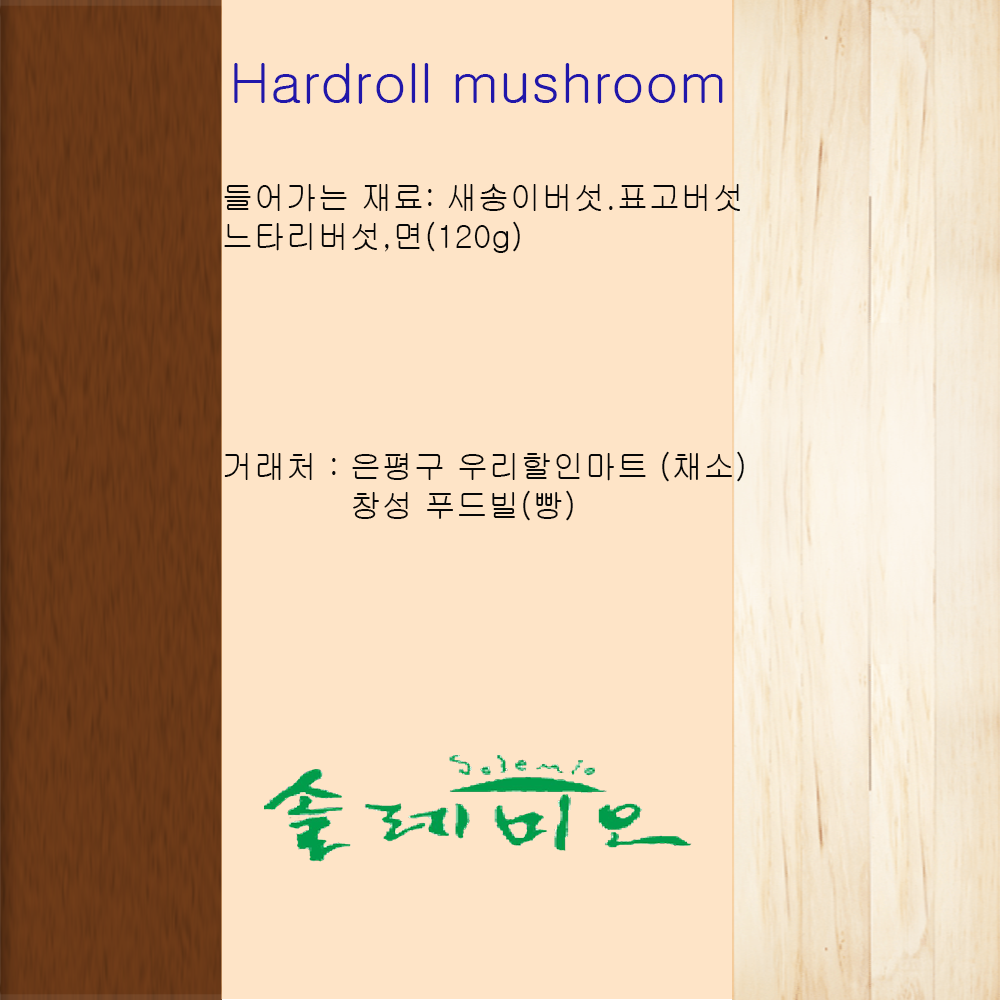 Hardroll mushroom
들어가는 재료: 새송이버섯.표고버섯
느타리버섯,면(120g)
거래처 : 은평구 우리할인마트 (채소)
창성 푸드빌(빵)
Solemio
솔레미오